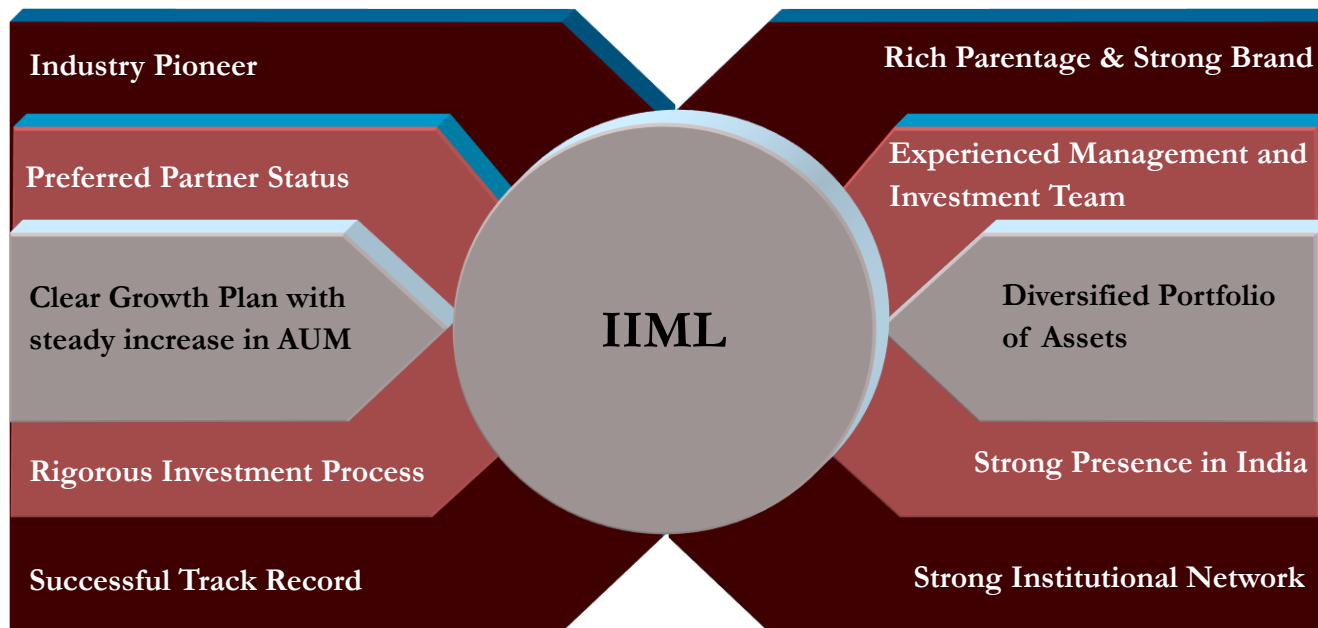 Industry Pioneer
Preferred Partner Status
Clear Growth Plan with
steady increase in AUM
Rigorous Investment Process
Successful Track Record
IIML
Rich Parentage & Strong Brand
Experienced Management and
Investment Team
Diversified Portfolio
of Assets
Strong Presence in India
Strong Institutional Network